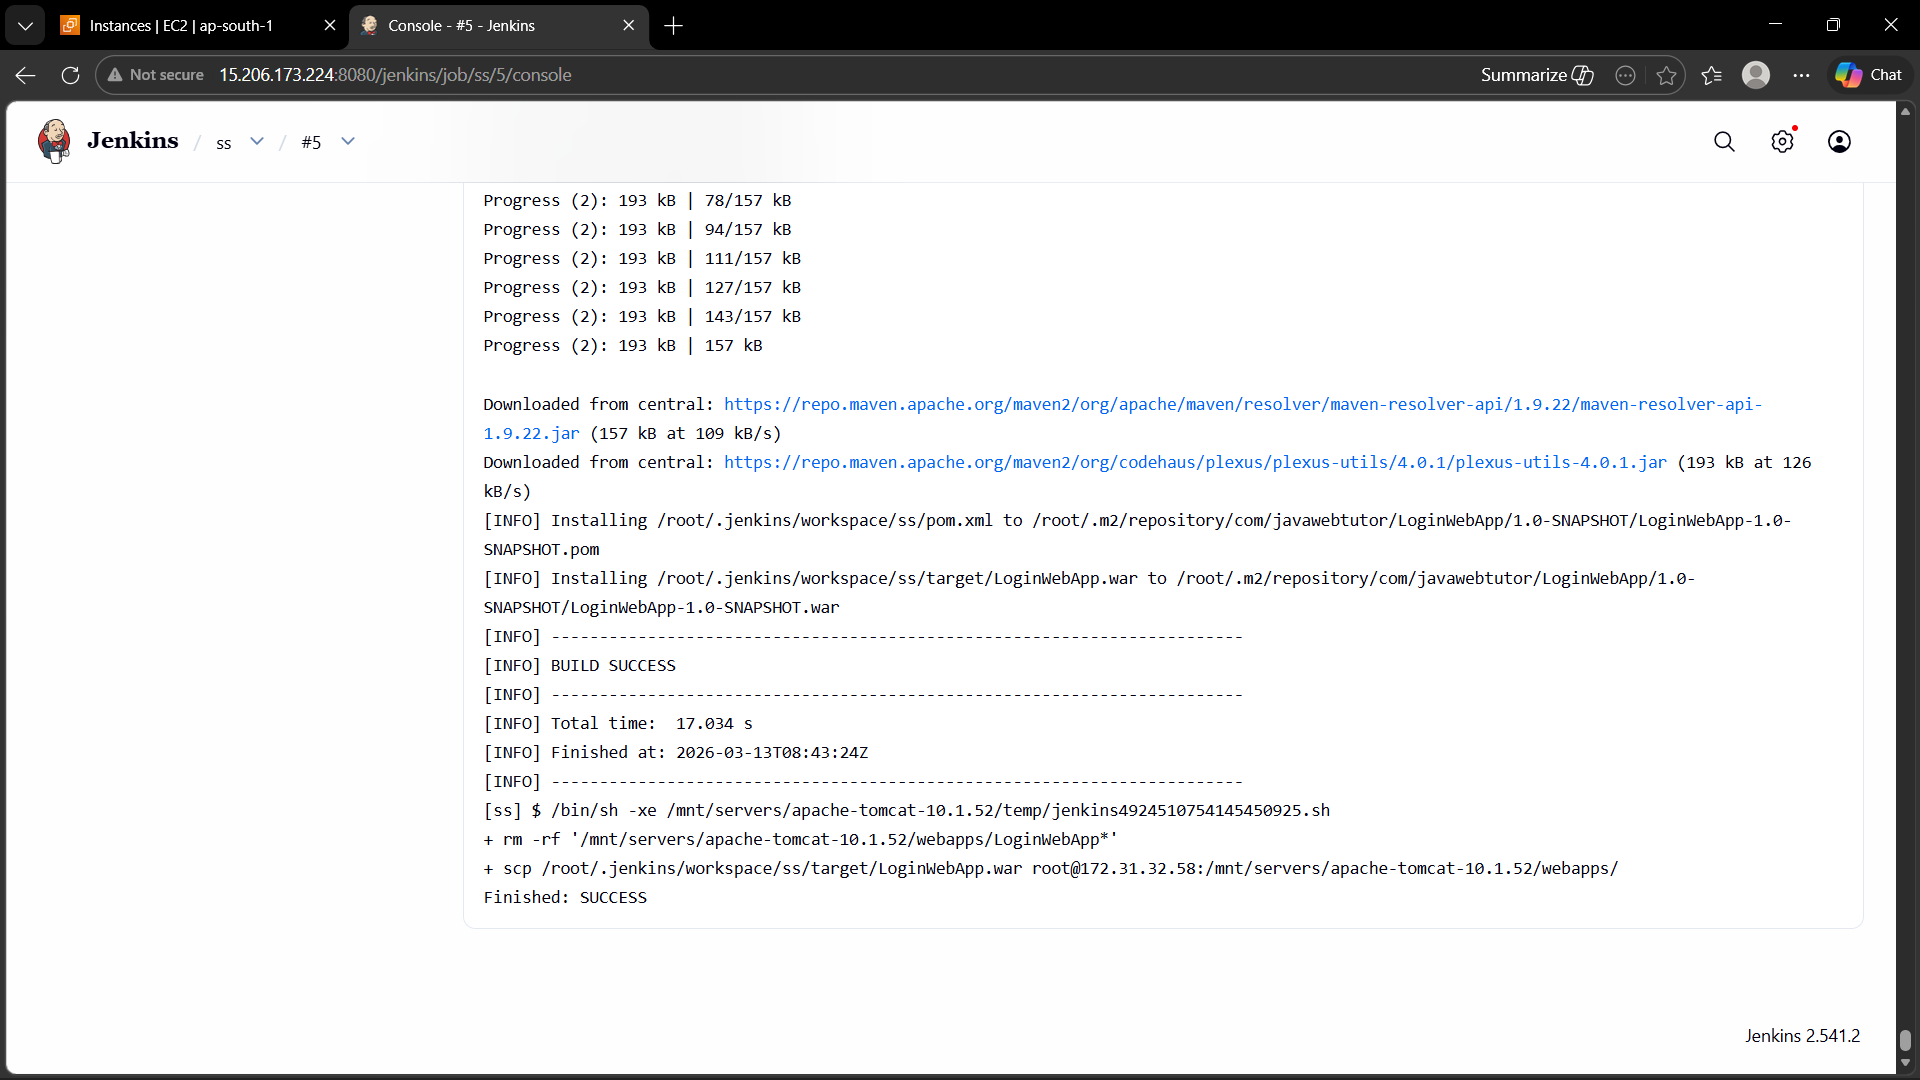 Instances | EC2 | ap-south-1
Console - #5 - Jenkins
Not secure 15.206.173.224:8080/jenkins/job/ss/5/console
Summarize
Chat
Jenkins / ss / #5
Progress (2): 193 kB | 78/157 kB
Progress (2): 193 kB | 94/157 kB
Progress (2): 193 kB | 111/157 kB
Progress (2): 193 kB | 127/157 kB
Progress (2): 193 kB | 143/157 kB
Progress (2): 193 kB | 157 kB
Downloaded from central: https://repo.maven.apache.org/maven2/org/apache/maven/resolver/maven-resolver-api/1.9.22/maven-resolver-api-
1.9.22.jar (157 kB at 109 kB/s)
Downloaded from central: https://repo.maven.apache.org/maven2/org/codehaus/plexus/plexus-utils/4.0.1/plexus-utils-4.0.1.jar (193 kB at 126
kB/s)
[INFO] Installing /root/.jenkins/workspace/ss/pom.xml to /root/.m2/repository/com/javawebtutor/LoginWebApp/1.0-SNAPSHOT/LoginWebApp-1.0-
SNAPSHOT.pom
[INFO] Installing /root/.jenkins/workspace/ss/target/LoginWebApp.war to /root/.m2/repository/com/javawebtutor/LoginWebApp/1.0-
SNAPSHOT/LoginWebApp-1.0-SNAPSHOT.war
[INFO] ------------------------------------------------------------------------
[INFO] BUILD SUCCESS
[INFO] ------------------------------------------------------------------------
[INFO] Total time:  17.034 s
[INFO] Finished at: 2026-03-13T08:43:24Z
[INFO] ------------------------------------------------------------------------
[ss] $ /bin/sh -xe /mnt/servers/apache-tomcat-10.1.52/temp/jenkins4924510754145450925.sh
+ rm -rf '/mnt/servers/apache-tomcat-10.1.52/webapps/LoginWebApp*'
+ scp /root/.jenkins/workspace/ss/target/LoginWebApp.war root@172.31.32.58:/mnt/servers/apache-tomcat-10.1.52/webapps/
Finished: SUCCESS
Jenkins 2.541.2